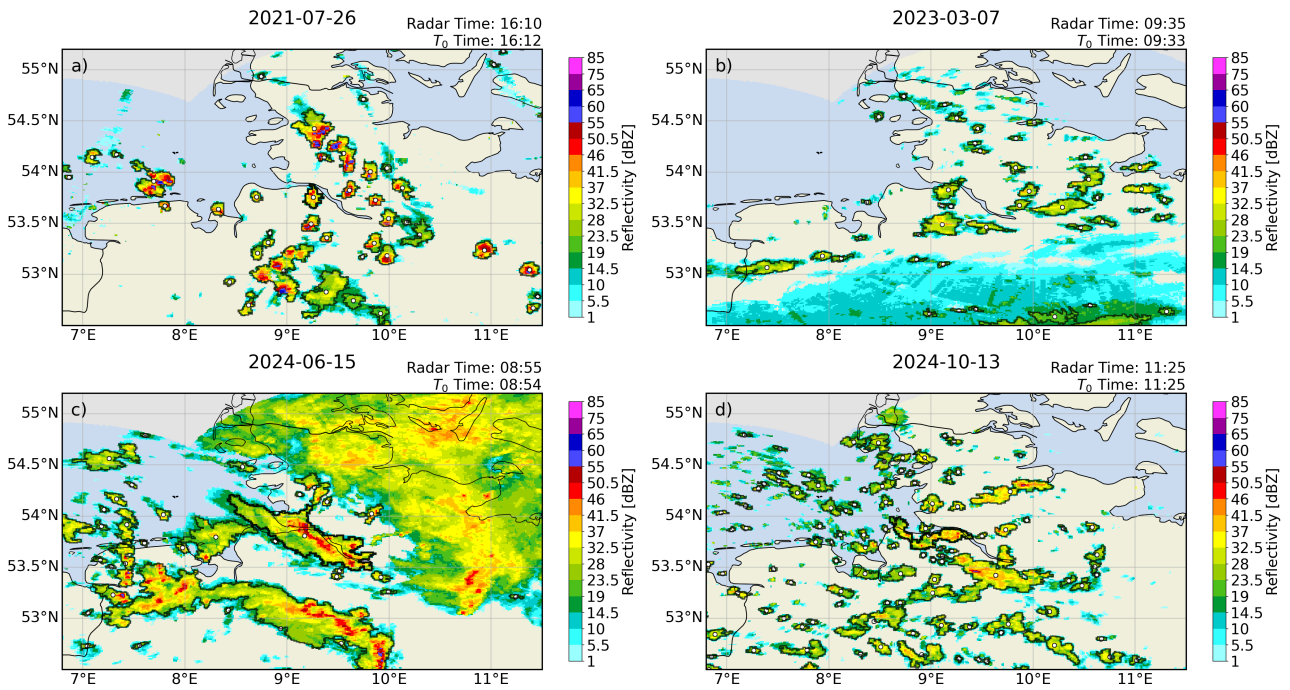 2021-07-26
Radar Time: 16:10
T0 Time: 16:12
a)
55°N
54.5°N
54°N
53.5°N
53°N
7°E 8°E 9°E 10°E 11°E
85
75
65
60
55
50.5
46
41.5
37
32.5
28
23.5
19
14.5
10
5.5
1
Reflectivity [dBZ]
2023-03-07
Radar Time: 09:35
T0 Time: 09:33
b)
55°N
54.5°N
54°N
53.5°N
53°N
7°E 8°E 9°E 10°E 11°E
85
75
65
60
55
50.5
46
41.5
37
32.5
28
23.5
19
14.5
10
5.5
1
Reflectivity [dBZ]
2024-06-15
Radar Time: 08:55
T0 Time: 08:54
c)
55°N
54.5°N
54°N
53.5°N
53°N
7°E 8°E 9°E 10°E 11°E
85
75
65
60
55
50.5
46
41.5
37
32.5
28
23.5
19
14.5
10
5.5
1
Reflectivity [dBZ]
2024-10-13
Radar Time: 11:25
T0 Time: 11:25
d)
55°N
54.5°N
54°N
53.5°N
53°N
7°E 8°E 9°E 10°E 11°E
85
75
65
60
55
50.5
46
41.5
37
32.5
28
23.5
19
14.5
10
5.5
1
Reflectivity [dBZ]